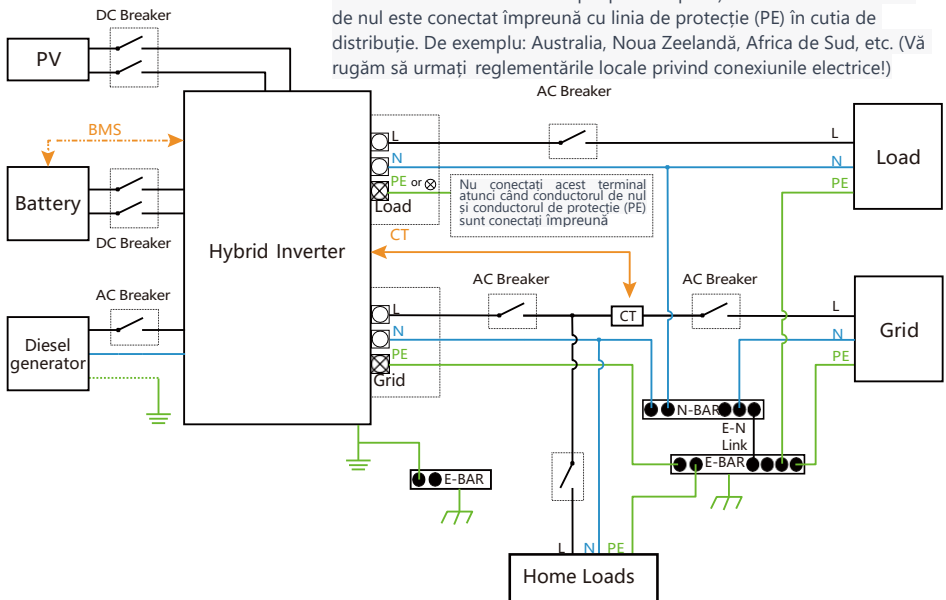 de nul este conectat împreună cu linia de protecție (PE) în cutia de
distribuție. De exemplu: Australia, Noua Zeelandă, Africa de Sud, etc. (Vă
rugăm să urmați reglementările locale privind conexiunile electrice!)
DC Breaker
PV
AC Breaker
BMS
L
N
PE or
Load
Nu conectați acest terminal
atunci când conductorul de nul
și conductorul de protecție (PE)
sunt conectați împreună
L
N
PE
Load
Battery
DC Breaker
Hybrid Inverter
CT
AC Breaker
Diesel
generator
L
N
PE
Grid
AC Breaker
CT
AC Breaker
L
N
PE
Grid
N-BAR
E-N
Link
E-BAR
E-BAR
L
N
PE
Home Loads